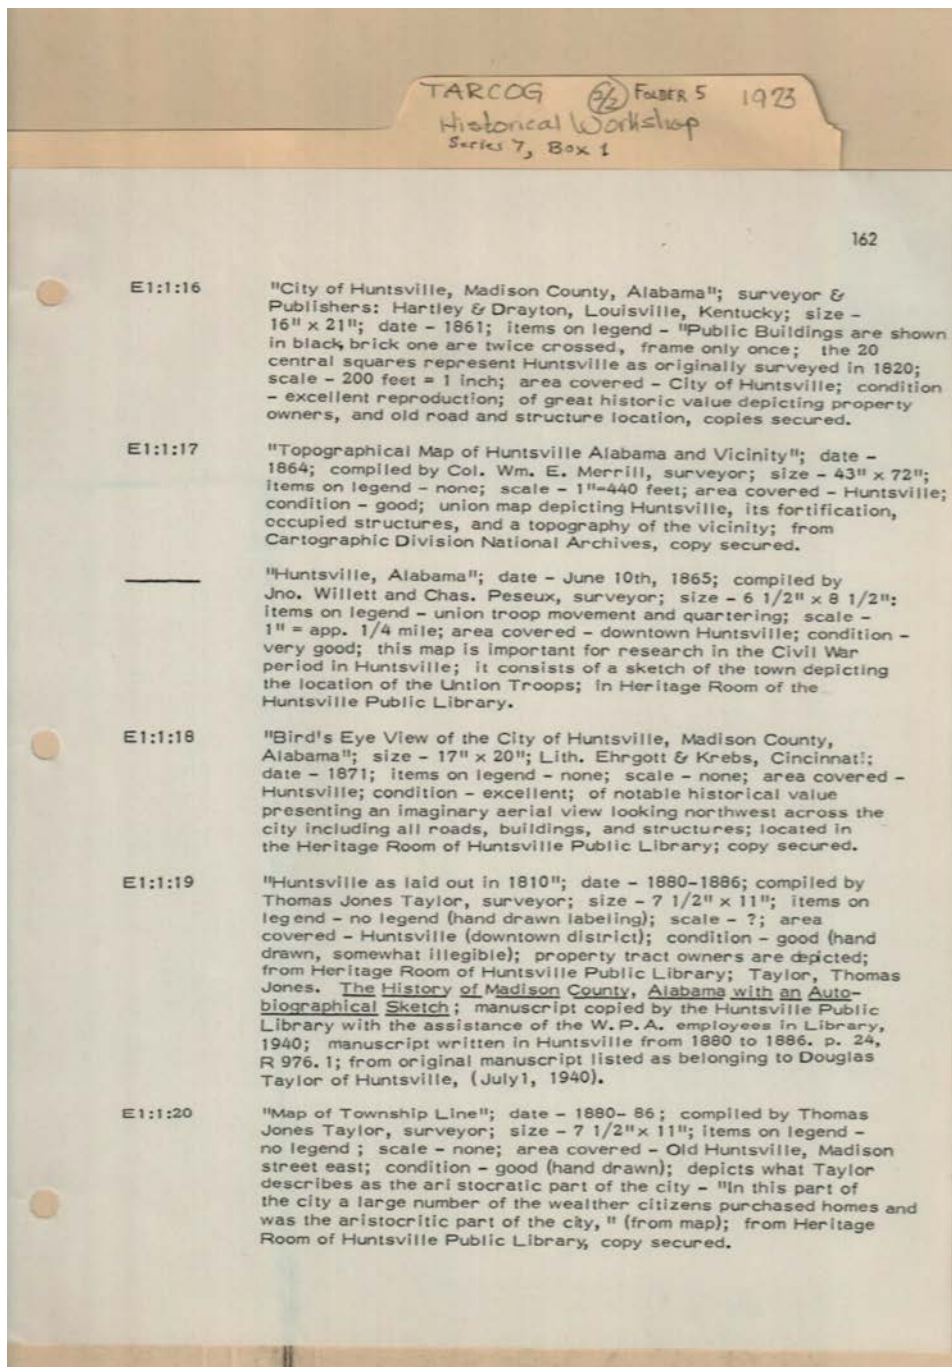 TARCOG 2/2 FOLDER 5 1973
Historical Workshop
Series 7, Box 1
162
E1:1:16 "City of Huntsville, Madison County, Alabama"; surveyor &
Publishers: Hartley & Drayton, Louisville, Kentucky; size -
16" x 21"; date - 1861; items on legend - "Public Buildings are shown
in black, brick one are twice crossed, frame only once; the 20
central squares represent Huntsville as originally surveyed in 1820;
scale - 200 feet = 1 inch; area covered - City of Huntsville; condition
- excellent reproduction; of great historic value depicting property
owners, and old road and structure location, copies secured.
E1:1:17 "Topographical Map of Huntsville Alabama and Vicinity"; date -
1864; compiled by Col. Wm. E. Merrill, surveyor; size - 43" x 72";
items on legend - none; scale - 1"=440 feet; area covered - Huntsville;
condition - good; union map depicting Huntsville, its fortification,
occupied structures, and a topography of the vicinity; from
Cartographic Division National Archives, copy secured.
"Huntsville, Alabama"; date - June 10th, 1865; compiled by
Jno. Willett and Chas. Peseux, surveyor; size - 6 1/2" x 8 1/2":
items on legend - union troop movement and quartering; scale -
1" = app. 1/4 mile; area covered - downtown Huntsville; condition -
very good; this map is important for research in the Civil War
period in Huntsville; it consists of a sketch of the town depicting
the location of the Untion Troops; in Heritage Room of the
Huntsville Public Library.
E1:1:18 "Bird's Eye View of the City of Huntsville, Madison County,
Alabama"; size - 17" x 20"; Lith. Ehrgott & Krebs, Cincinnati;
date - 1871; items on legend - none; scale - none; area covered -
Huntsville; condition - excellent; of notable historical value
presenting an imaginary aerial view looking northwest across the
city including all roads, buildings, and structures; located in
the Heritage Room of Huntsville Public Library; copy secured.
E1:1:19 "Huntsville as laid out in 1810"; date - 1880-1886; compiled by
Thomas Jones Taylor, surveyor; size - 7 1/2" x 11"; items on
legend - no legend (hand drawn labeling); scale - ?; area
covered - Huntsville (downtown district); condition - good (hand
drawn, somewhat illegible); property tract owners are depicted;
from Heritage Room of Huntsville Public Library; Taylor, Thomas
Jones. The History of Madison County, Alabama with an Auto-
biographical Sketch; manuscript copied by the Huntsville Public
Library with the assistance of the W.P.A. employees in Library,
1940; manuscript written in Huntsville from 1880 to 1886. p. 24,
R 976.1; from original manuscript listed as belonging to Douglas
Taylor of Huntsville, (July1, 1940).
E1:1:20 "Map of Township Line"; date - 1880- 86; compiled by Thomas
Jones Taylor, surveyor; size - 7 1/2"x 11"; items on legend -
no legend ; scale - none; area covered - Old Huntsville, Madison
street east; condition - good (hand drawn); depicts what Taylor
describes as the ari stocratic part of the city - "In this part of
the city a large number of the wealther citizens purchased homes and
was the aristocritic part of the city, " (from map); from Heritage
Room of Huntsville Public Library, copy secured.